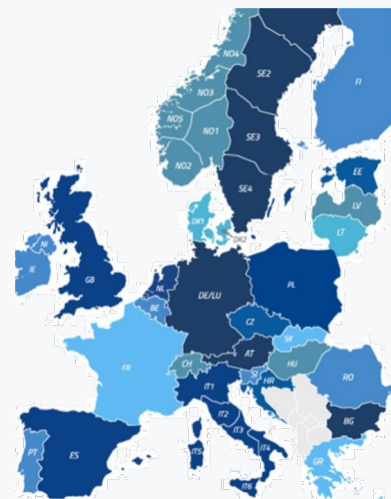 NO4
SE2
FI
NO3
NO5
NO1
SE3
NO2
SE4
EE
LV
DK1
DK2
LT
NI
IE
GB
NL
BE
DE/LU
PL
CZ
SK
FR
CH
AT
HU
SI
HR
RO
IT1
IT2
IT3
IT4
IT5
IT6
BG
GR
PT
ES